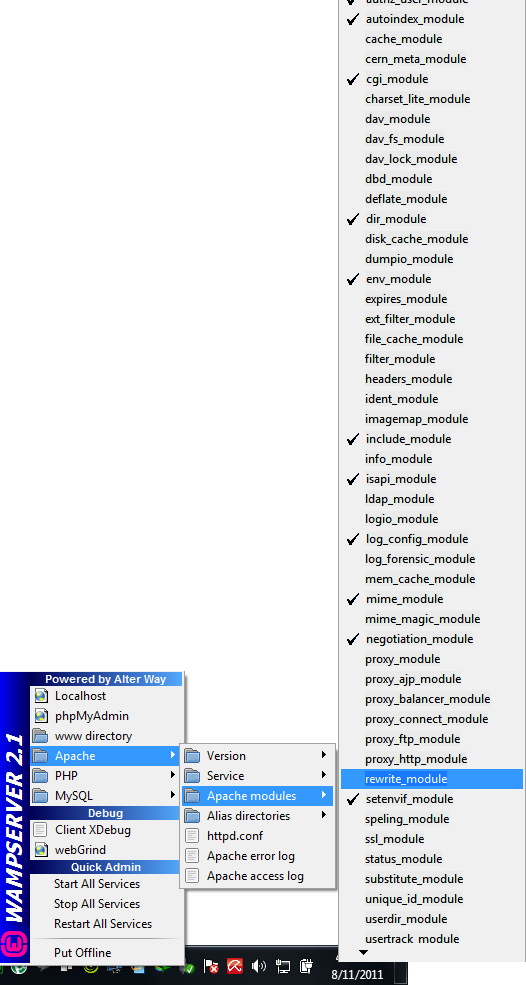 authz_user_module
autoindex_module
cache_module
cern_meta_module
cgi_module
charset_lite_module
dav_module
dav_fs_module
dav_lock_module
dbd_module
deflate_module
dir_module
disk_cache_module
dumpio_module
env_module
expires_module
ext_filter_module
file_cache_module
filter_module
headers_module
ident_module
imagemap_module
include_module
info_module
isapi_module
ldap_module
logio_module
log_config_module
log_forensic_module
mem_cache_module
mime_module
mime_magic_module
negotiation_module
proxy_module
proxy_ajp_module
proxy_balancer_module
proxy_connect_module
proxy_ftp_module
proxy_http_module
rewrite_module
setenvif_module
speling_module
ssl_module
status_module
substitute_module
unique_id_module
userdir_module
usertrack_module
WAMPSERVER 2.1
Powered by Alter Way
Localhost
phpMyAdmin
www directory
Apache
PHP
MySQL
Debug
Client XDebug
webGrind
Quick Admin
Start All Services
Stop All Services
Restart All Services
Put Offline
Version
Service
Apache modules
Alias directories
httpd.conf
Apache error log
Apache access log
8/11/2011